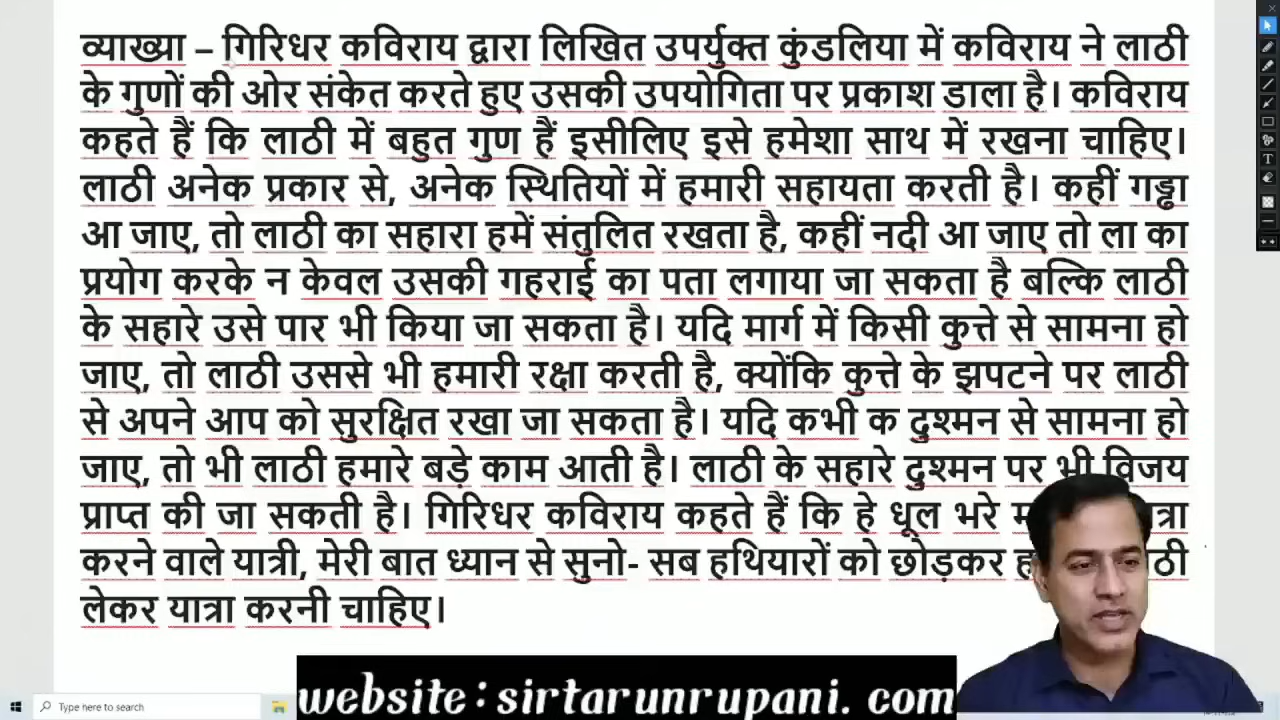 व्याख्या – गिरिधर कविराय द्वारा लिखित उपर्युक्त कुंडलिया में कविराय ने लाठी
के गुणों की ओर संकेत करते हुए उसकी उपयोगिता पर प्रकाश डाला है। कविराय
कहते हैं कि लाठी में बहुत गुण हैं इसीलिए इसे हमेशा साथ में रखना चाहिए।
लाठी अनेक प्रकार से, अनेक स्थितियों में हमारी सहायता करती है। कहीं गड्ढा
आ जाए, तो लाठी का सहारा हमें संतुलित रखता है, कहीं नदी आ जाए तो ला का
प्रयोग करके न केवल उसकी गहराई का पता लगाया जा सकता है बल्कि लाठी
के सहारे उसे पार भी किया जा सकता है। यदि मार्ग में किसी कुत्ते से सामना हो
जाए, तो लाठी उससे भी हमारी रक्षा करती है, क्योंकि कुत्ते के झपटने पर लाठी
से अपने आप को सुरक्षित रखा जा सकता है। यदि कभी क दुश्मन से सामना हो
जाए, तो भी लाठी हमारे बड़े काम आती है। लाठी के सहारे दुश्मन पर भी विजय
प्राप्त की जा सकती है। गिरिधर कविराय कहते हैं कि हे धूल भरे
करने वाले यात्री, मेरी बात ध्यान से सुनो- सब हथियारों को छोड़कर
लेकर यात्रा करनी चाहिए।
website:sirtarunrupani. com
Type here to search